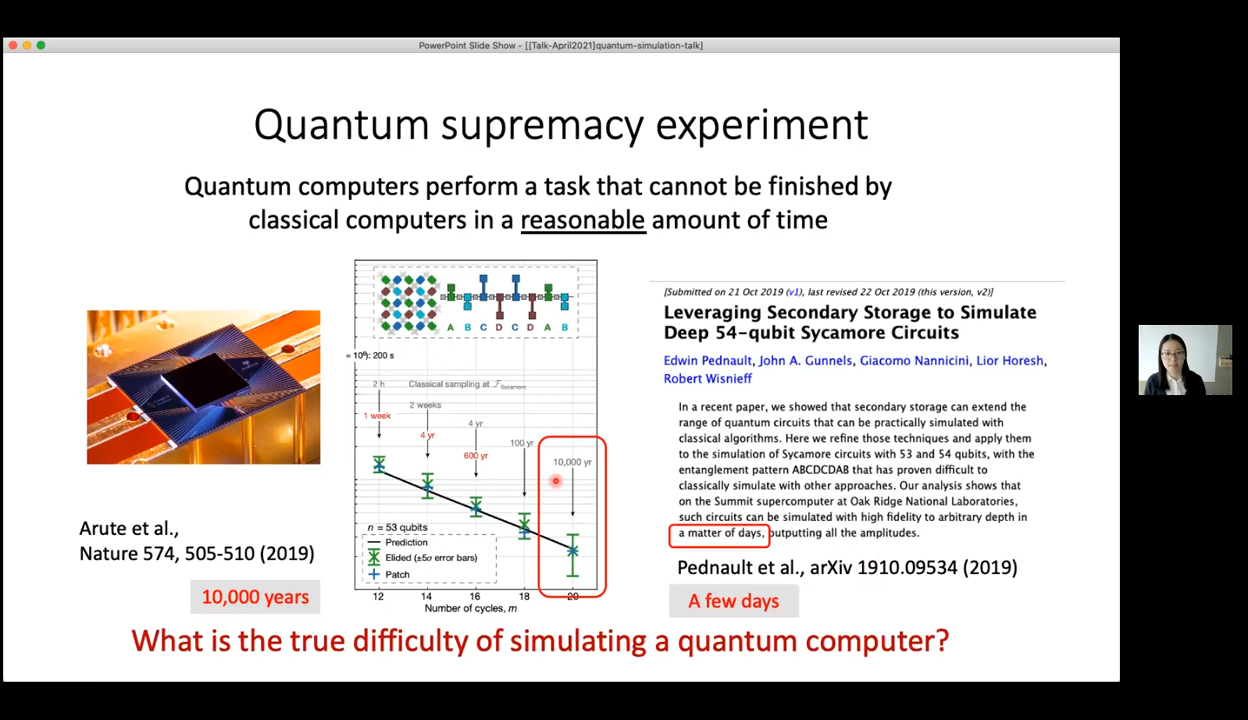 PowerPoint Slide Show - [[Talk-April2021]quantum-simulation-talk]
Quantum supremacy experiment
Quantum computers perform a task that cannot be finished by
classical computers in a reasonable amount of time
A B C D C D A B
= 10⁶): 200 s
2 h
Classical sampling at ℱSycamore
1 week
2 weeks
4 yr
4 yr
600 yr
100 yr
10,000 yr
n = 53 qubits
Prediction
Elided (±5σ error bars)
Patch
12 14 16 18 20
Number of cycles, m
Arute et al.,
Nature 574, 505-510 (2019)
10,000 years
[Submitted on 21 Oct 2019 (v1), last revised 22 Oct 2019 (this version, v2)]
Leveraging Secondary Storage to Simulate
Deep 54-qubit Sycamore Circuits
Edwin Pednault, John A. Gunnels, Giacomo Nannicini, Lior Horesh,
Robert Wisnieff
In a recent paper, we showed that secondary storage can extend the
range of quantum circuits that can be practically simulated with
classical algorithms. Here we refine those techniques and apply them
to the simulation of Sycamore circuits with 53 and 54 qubits, with the
entanglement pattern ABCDCDAB that has proven difficult to
classically simulate with other approaches. Our analysis shows that
on the Summit supercomputer at Oak Ridge National Laboratories,
such circuits can be simulated with high fidelity to arbitrary depth in
a matter of days, outputting all the amplitudes.
Pednault et al., arXiv 1910.09534 (2019)
A few days
What is the true difficulty of simulating a quantum computer?